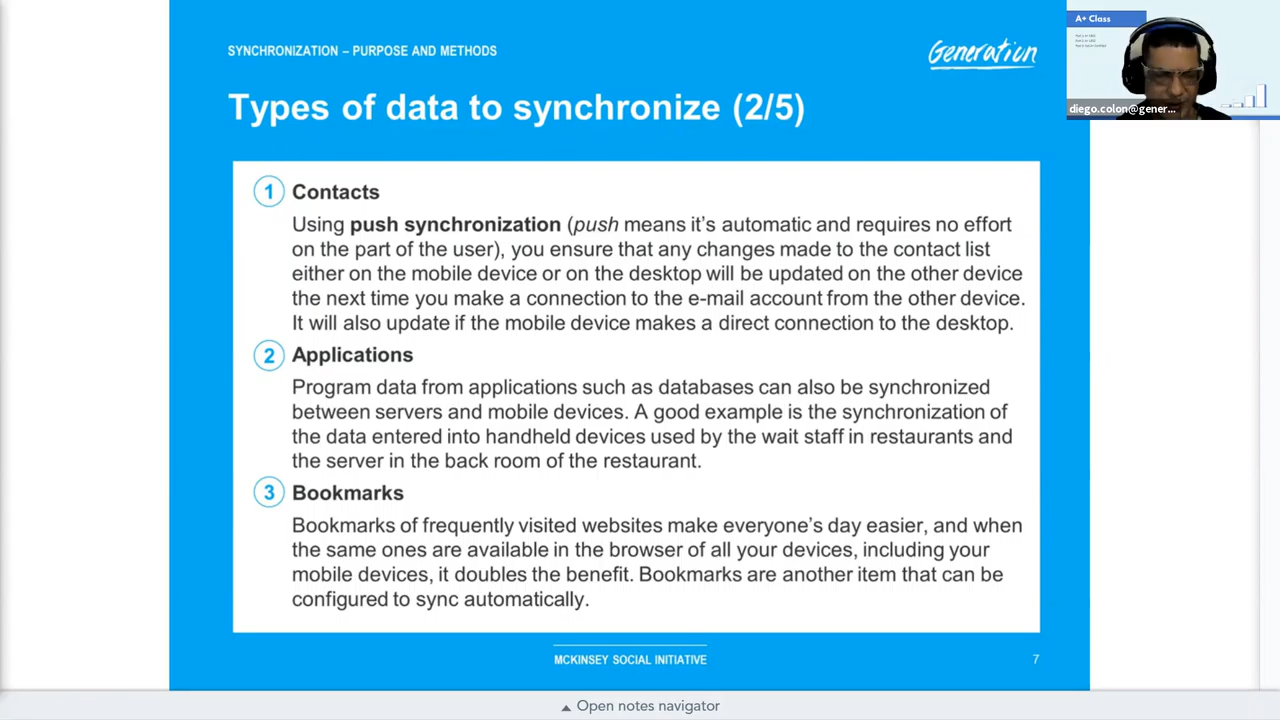 SYNCHRONIZATION – PURPOSE AND METHODS
Generation
Types of data to synchronize (2/5)
1 Contacts
Using push synchronization (push means it's automatic and requires no effort
on the part of the user), you ensure that any changes made to the contact list
either on the mobile device or on the desktop will be updated on the other device
the next time you make a connection to the e-mail account from the other device.
It will also update if the mobile device makes a direct connection to the desktop.
2 Applications
Program data from applications such as databases can also be synchronized
between servers and mobile devices. A good example is the synchronization of
the data entered into handheld devices used by the wait staff in restaurants and
the server in the back room of the restaurant.
3 Bookmarks
Bookmarks of frequently visited websites make everyone's day easier, and when
the same ones are available in the browser of all your devices, including your
mobile devices, it doubles the benefit. Bookmarks are another item that can be
configured to sync automatically.
MCKINSEY SOCIAL INITIATIVE
7
A+ Class
diego.colon@gener...
Open notes navigator